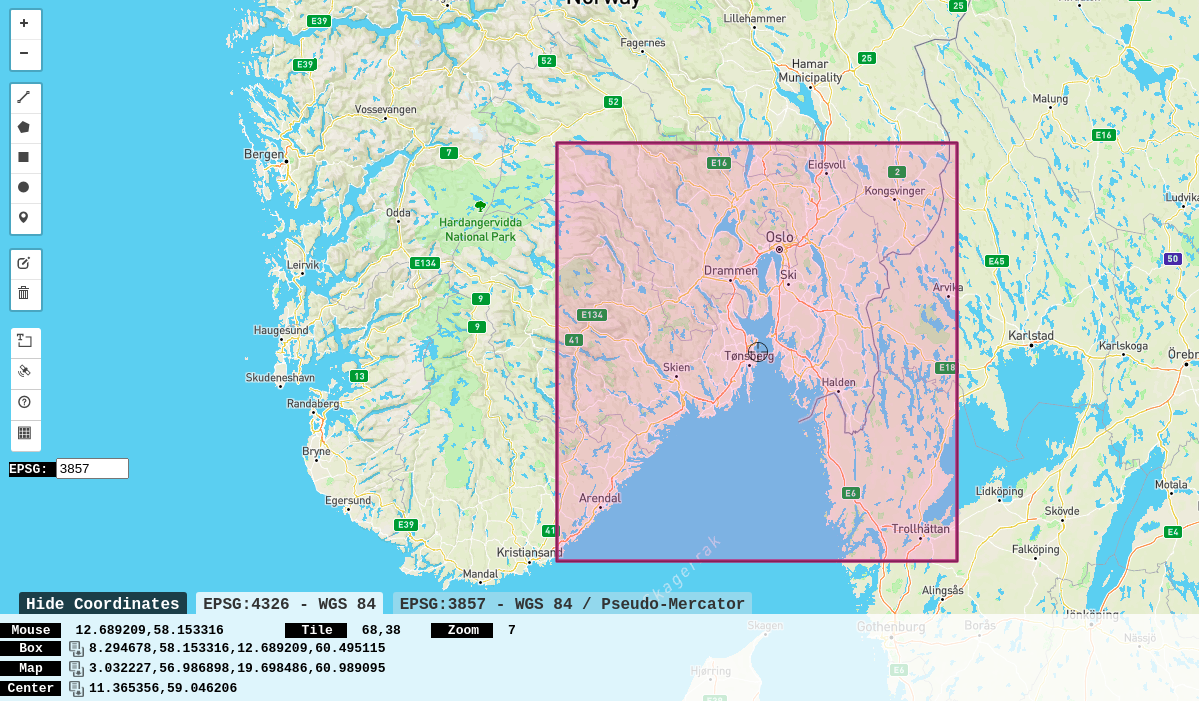 Norway
E39
25
Lillehammer
+
−
Fagernes
E39
52
25
Hamar
Municipality
52
Vossevangen
Malung
E16
Bergen
7
E16
Eidsvoll
2
Kongsvinger
Odda
Hardangervidda
National Park
Oslo
E134
Leirvik
Drammen
Ski
E45
50
Arvika
9
E134
9
Haugesund
41
Tønsberg
Karlstad
Karlskoga
Skudeneshavn
13
Skien
Halden
E18
Randaberg
Bryne
EPSG: 3857
Egersund
Arendal
E6
Lidköping
Motala
Skövde
E39
41
Trollhättan
E4
Kristiansand
Falköping
Mandal
Alingsås
Hide Coordinates EPSG:4326 - WGS 84 EPSG:3857 - WGS 84 / Pseudo-Mercator
Jönköping
Mouse 12.689209,58.153316 Tile 68,38 Zoom 7
Skagen
Gothenburg
Borås
Nässjö
Box 8.294678,58.153316,12.689209,60.495115
Map 3.032227,56.986898,19.698486,60.989095
Hjørring
E6
Center 11.365356,59.046206